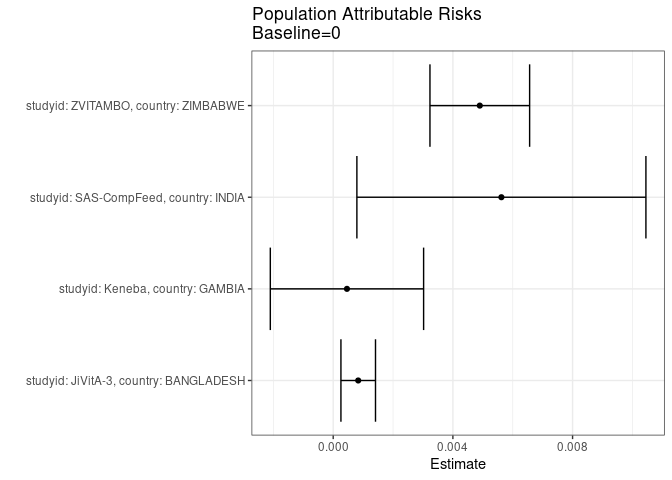 Population Attributable Risks
Baseline=0
studyid: ZVITAMBO, country: ZIMBABWE
studyid: SAS-CompFeed, country: INDIA
studyid: Keneba, country: GAMBIA
studyid: JiVitA-3, country: BANGLADESH
0.000 0.004 0.008
Estimate